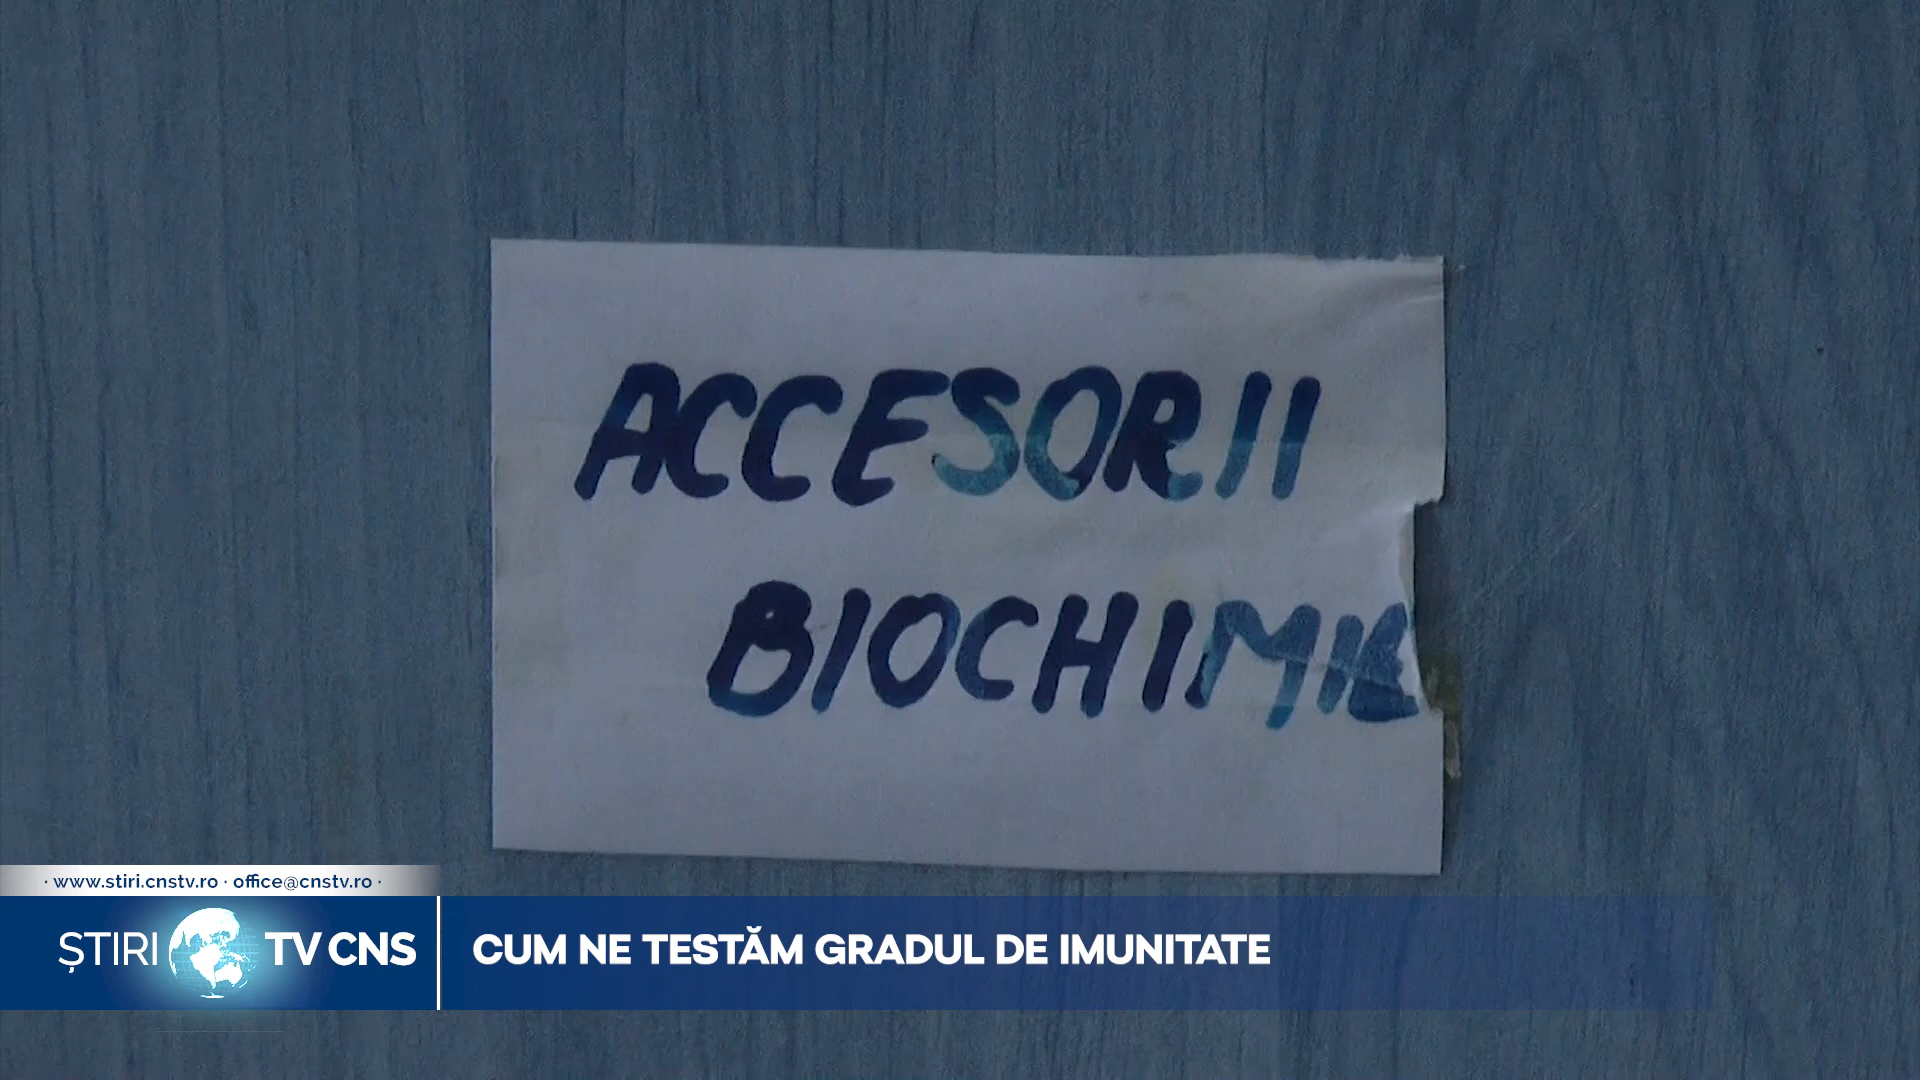 ACCESORII
BIOCHIMIE
· www.stiri.cnstv.ro · office@cnstv.ro ·
ȘTIRI TV CNS
CUM NE TESTĂM GRADUL DE IMUNITATE